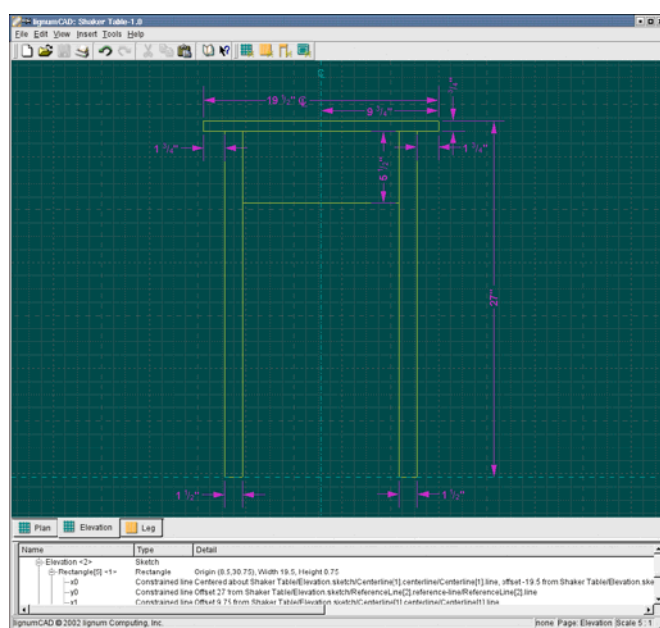 lignumCAD: Shaker Table-1.0
File Edit View Insert Tools Help
19 1/2" ℄
9 3/4"
3/4"
1 3/4"
5 1/2"
1 3/4"
27"
1 1/2"
1 1/2"
Plan Elevation Leg
Name Type Detail
Elevation <2> Sketch
Rectangle[5] <1> Rectangle Origin (8.5,30.75), Width 19.5, Height 0.75
x0 Constrained line Centered about Shaker Table/Elevation.sketch/Centerline[1].centerline/Centerline[1].line, offset-19.5 from Shaker Table/Elevation.ske
y0 Constrained line Offset 27 from Shaker Table/Elevation.sketch/ReferenceLine[2].reference-line/ReferenceLine[2].line
x1 Constrained line Offset 9.75 from Shaker Table/Elevation.sketch/Centerline[1].centerline/Centerline[1].line
lignumCAD © 2002 lignum Computing, Inc. none Page: Elevation Scale 5 : 1